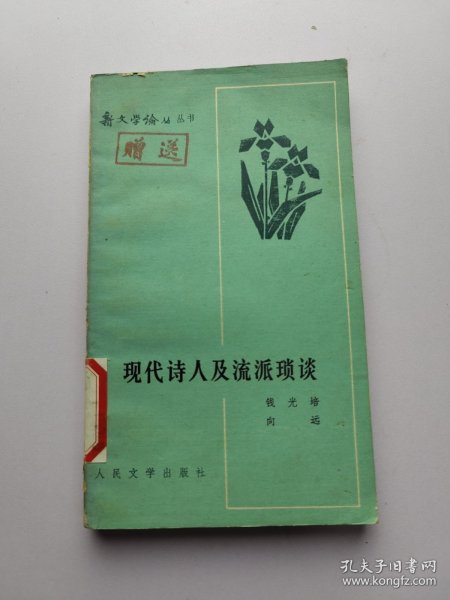 新文学论丛丛书
赠送
现代诗人及流派琐谈
钱光培
向远
人民文学出版社
孔夫子旧书网
www.kongfz.com